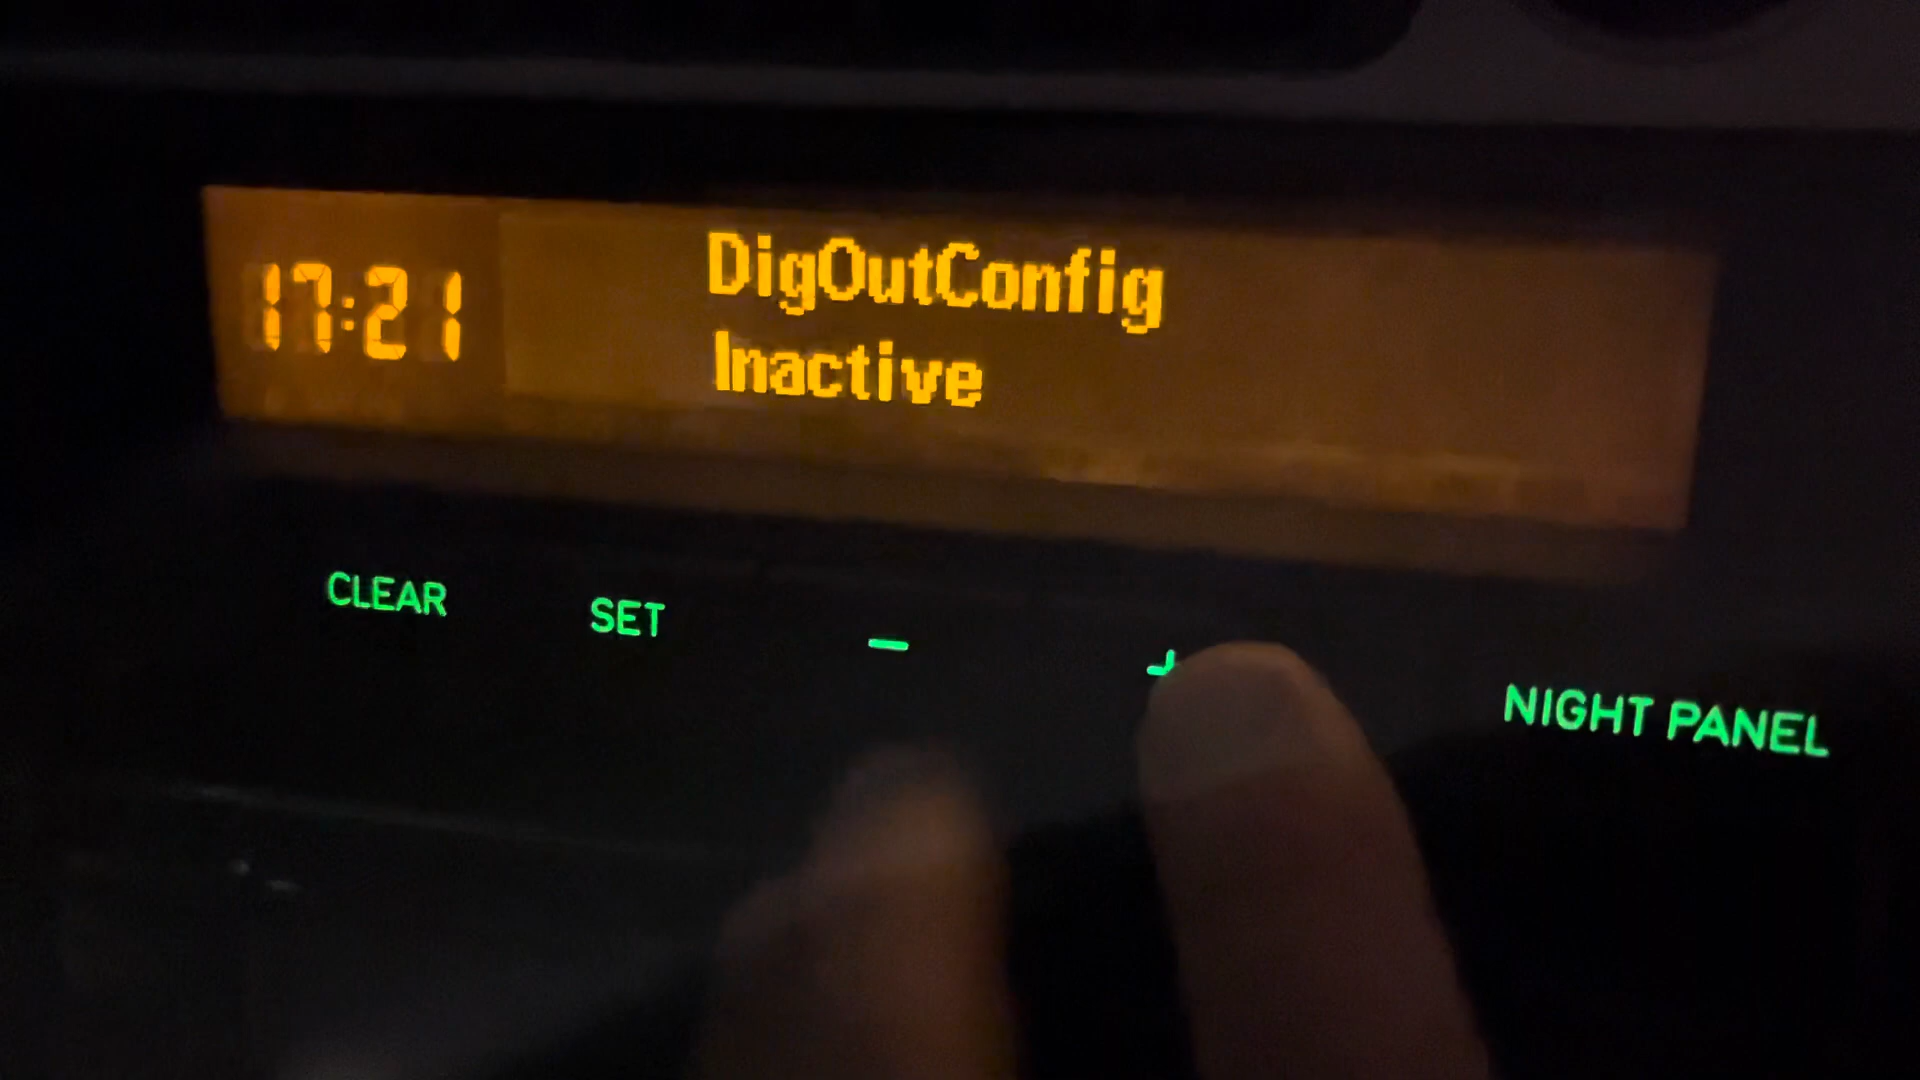 17:21
DigOutConfig
Inactive
CLEAR
SET
−
+
NIGHT PANEL